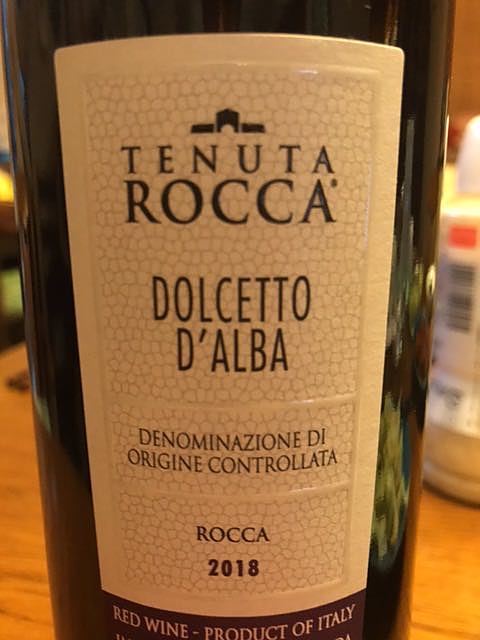 TENUTA
ROCCA®
DOLCETTO
D'ALBA
DENOMINAZIONE DI
ORIGINE CONTROLLATA
ROCCA
2018
RED WINE - PRODUCT OF ITALY